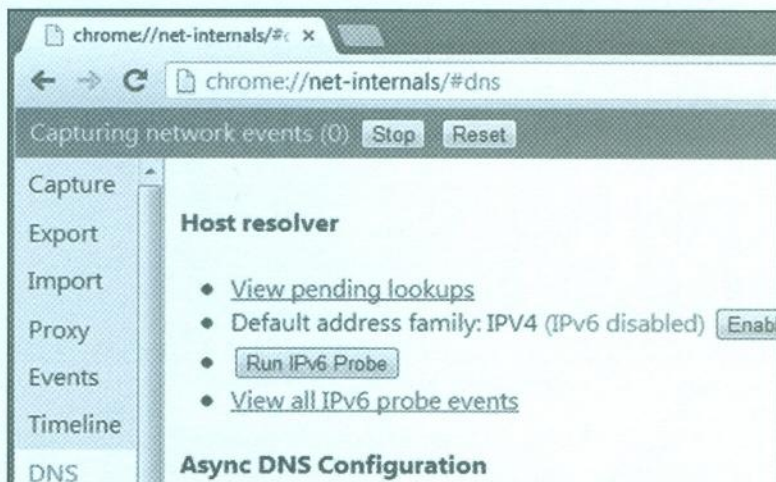 chrome://net-internals/#c ×
chrome://net-internals/#dns
Capturing network events (0) Stop Reset
Capture
Export
Import
Proxy
Events
Timeline
DNS
Host resolver
View pending lookups
Default address family: IPV4 (IPv6 disabled) Enabl
Run IPv6 Probe
View all IPv6 probe events
Async DNS Configuration